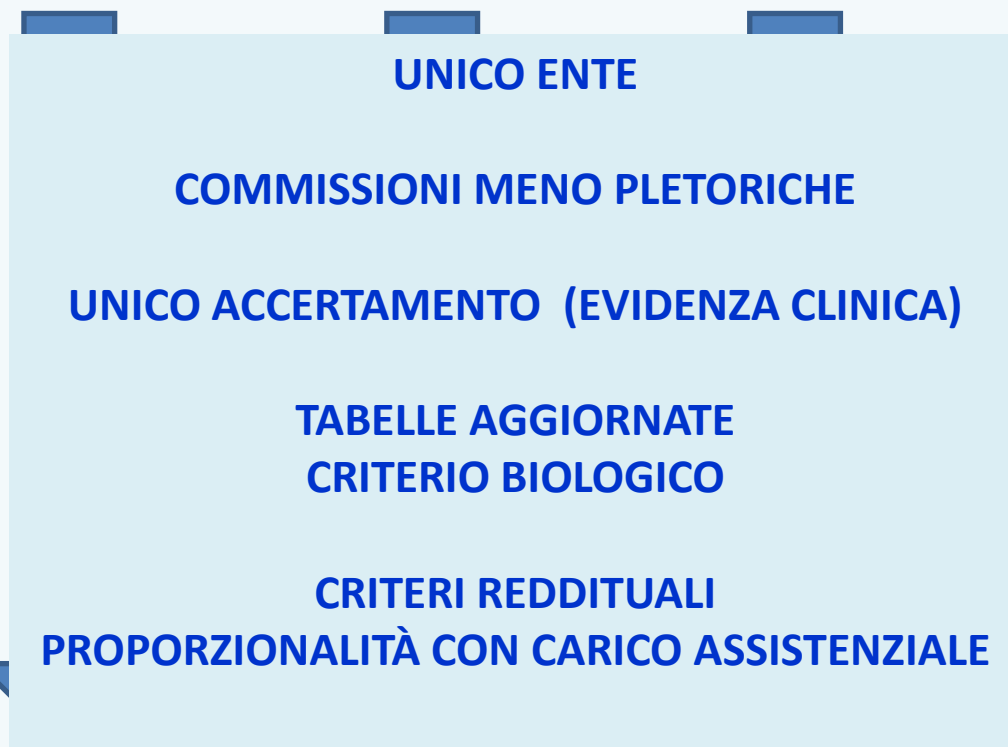 UNICO ENTE
COMMISSIONI MENO PLETORICHE
UNICO ACCERTAMENTO (EVIDENZA CLINICA)
TABELLE AGGIORNATE
CRITERIO BIOLOGICO
CRITERI REDDITUALI
PROPORZIONALITÀ CON CARICO ASSISTENZIALE